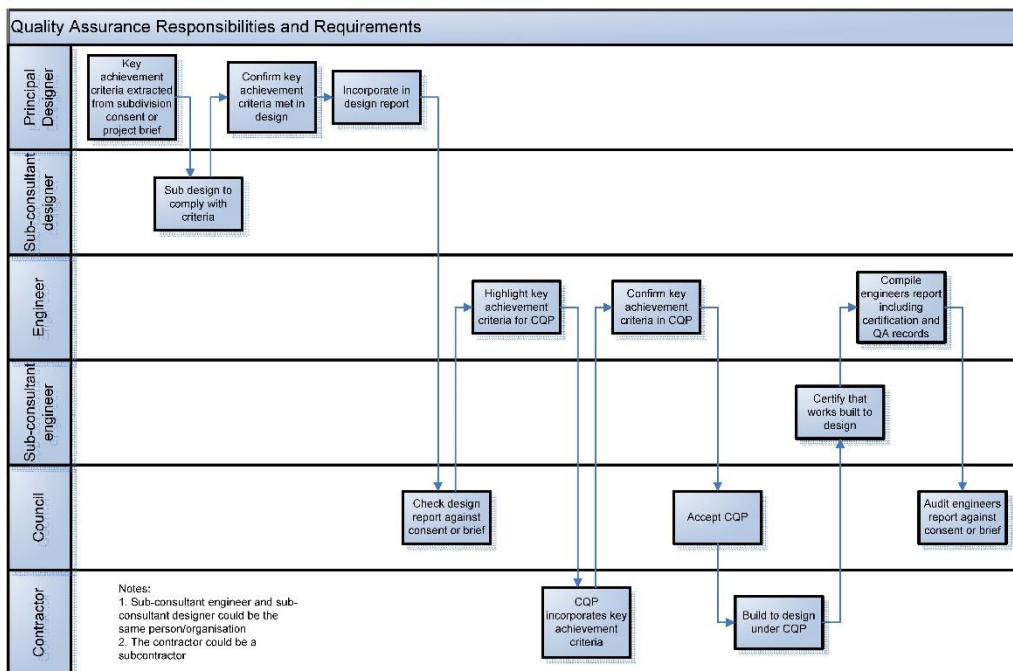 Quality Assurance Responsibilities and Requirements
Principal
Designer
Key
achievement
criteria extracted
from subdivision
consent or
project brief
Confirm key
achievement
criteria met in
design
Incorporate in
design report
Sub-consultant
designer
Sub design to
comply with
criteria
Engineer
Highlight key
achievement
criteria for CQP
Confirm key
achievement
criteria in CQP
Compile
engineers report
including
certification and
QA records
Sub-consultant
engineer
Certify that
works built to
design
Council
Check design
report against
consent or brief
Accept CQP
Audit engineers
report against
consent or brief
Contractor
Notes:
1. Sub-consultant engineer and sub-
consultant designer could be the
same person/organisation
2. The contractor could be a
subcontractor
CQP
incorporates key
achievement
criteria
Build to design
under CQP